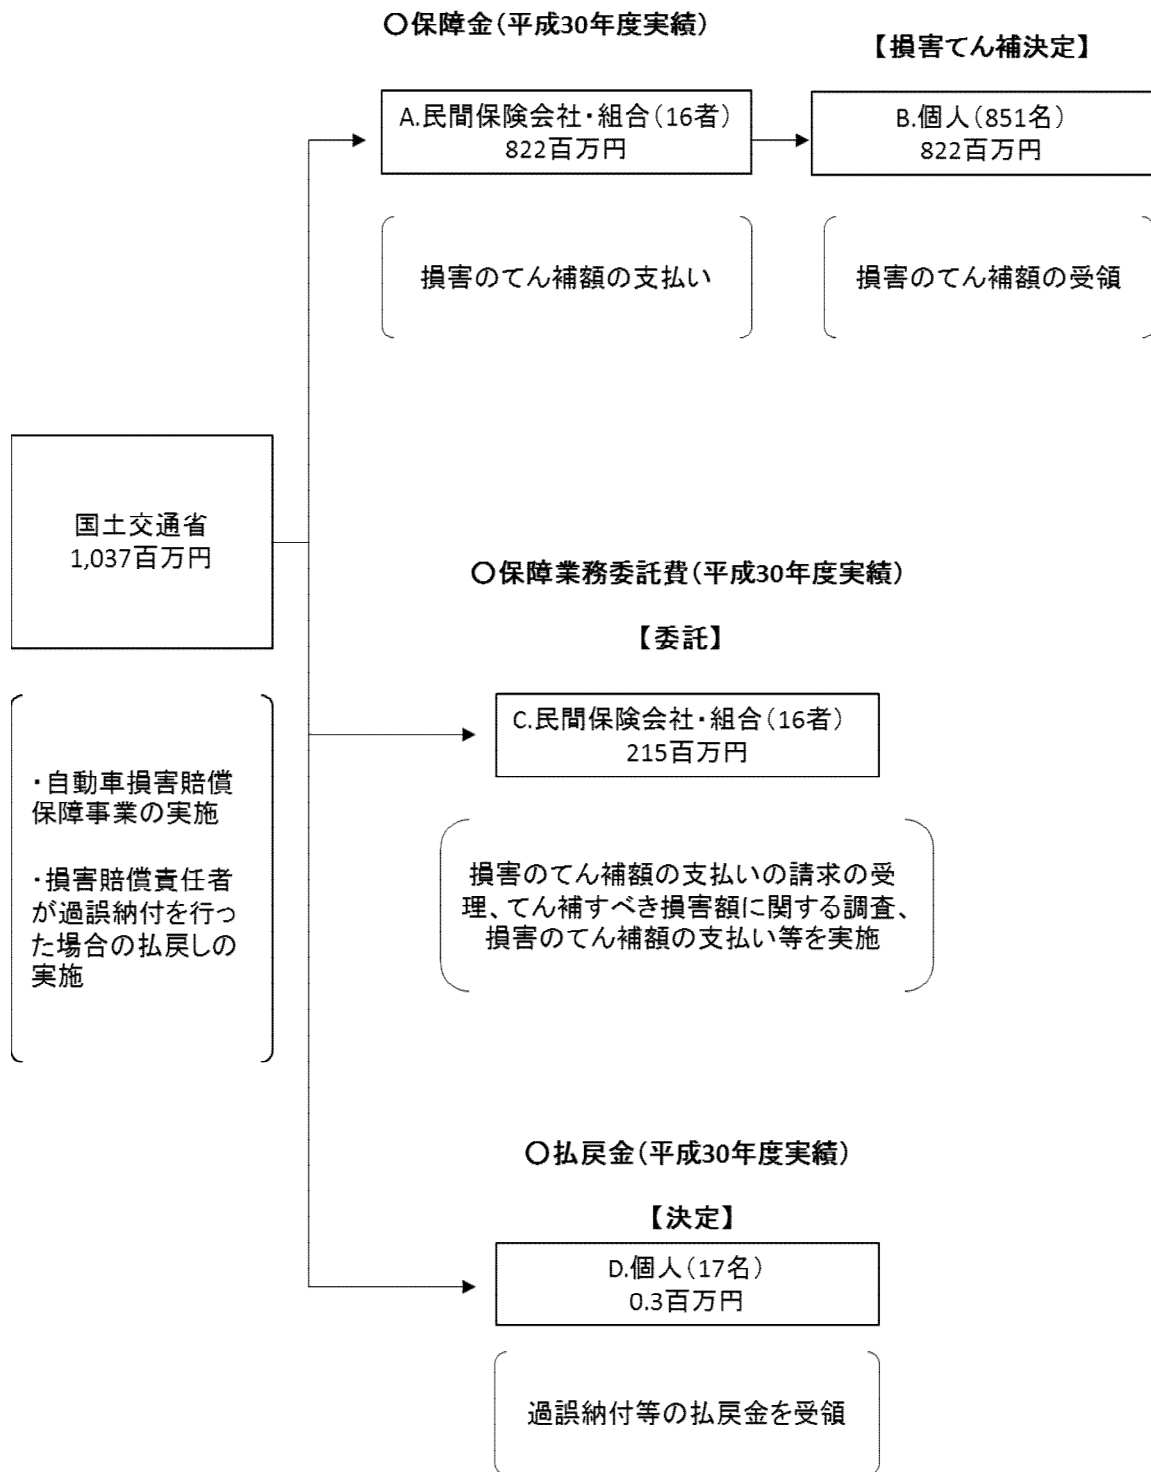 〇保障金(平成30年度実績)
【損害てん補決定】
A.民間保険会社・組合(16者)
822百万円
B.個人(851名)
822百万円
損害のてん補額の支払い
損害のてん補額の受領
国土交通省
1,037百万円
・自動車損害賠償
保障事業の実施
・損害賠償責任者
が過誤納付を行っ
た場合の払戻しの
実施
〇保障業務委託費(平成30年度実績)
【委託】
C.民間保険会社・組合(16者)
215百万円
損害のてん補額の支払いの請求の受
理、てん補すべき損害額に関する調査、
損害のてん補額の支払い等を実施
〇払戻金(平成30年度実績)
【決定】
D.個人(17名)
0.3百万円
過誤納付等の払戻金を受領